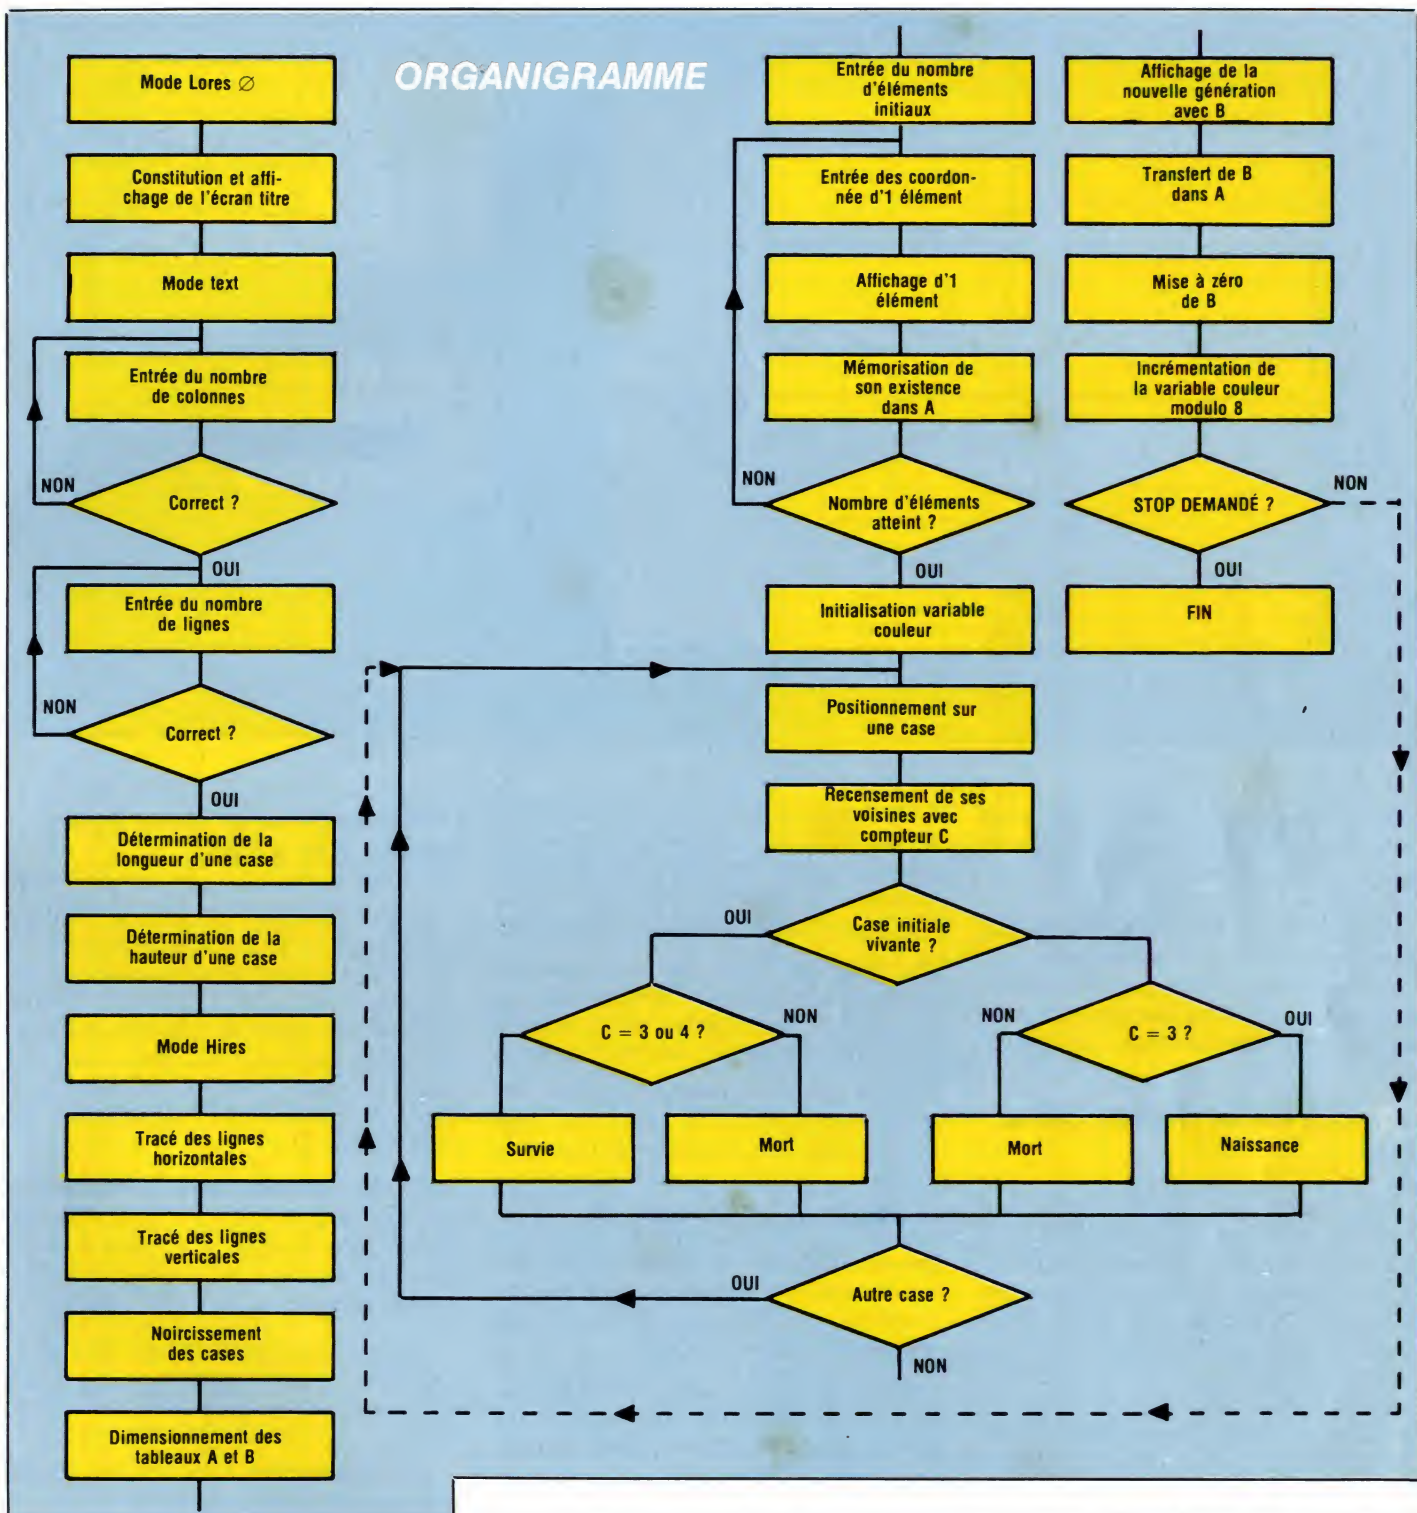 ORGANIGRAMME
Mode Lores ∅
Constitution et affi-
chage de l'écran titre
Mode text
Entrée du nombre
de colonnes
NON
Correct ?
OUI
Entrée du nombre
de lignes
NON
Correct ?
OUI
Détermination de la
longueur d'une case
Détermination de la
hauteur d'une case
Mode Hires
Tracé des lignes
horizontales
Tracé des lignes
verticales
Noircissement
des cases
Dimensionnement des
tableaux A et B
Entrée du nombre
d'éléments
initiaux
Entrée des coordon-
née d'1 élément
Affichage d'1
élément
Mémorisation de
son existence
dans A
NON
Nombre d'éléments
atteint ?
OUI
Initialisation variable
couleur
Positionnement sur
une case
Recensement de ses
voisines avec
compteur C
OUI
Case initiale
vivante ?
C = 3 ou 4 ?
NON
NON
C = 3 ?
OUI
Survie
Mort
Mort
Naissance
OUI
Autre case ?
NON
Affichage de la
nouvelle génération
avec B
Transfert de B
dans A
Mise à zéro
de B
Incrémentation de
la variable couleur
modulo 8
STOP DEMANDÉ ?
NON
OUI
FIN